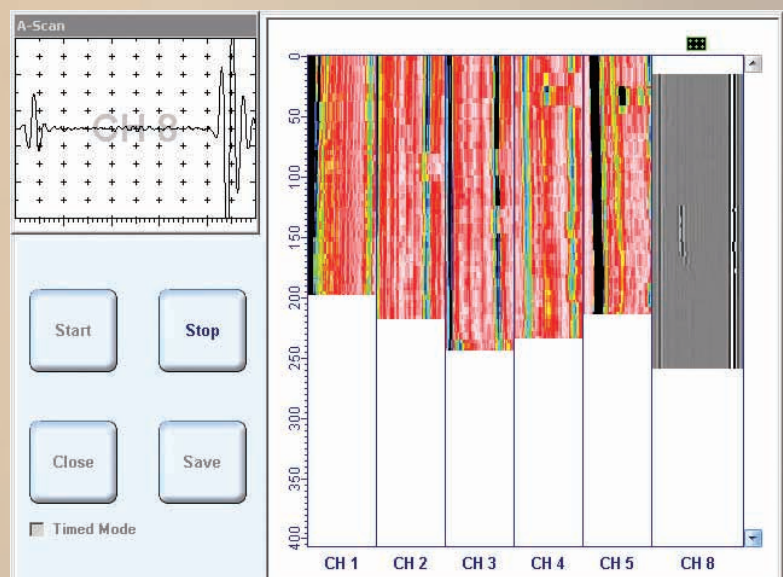 A-Scan
CH 8
Start
Stop
Close
Save
Timed Mode
0
50
100
150
200
250
300
350
400
CH 1
CH 2
CH 3
CH 4
CH 5
CH 8